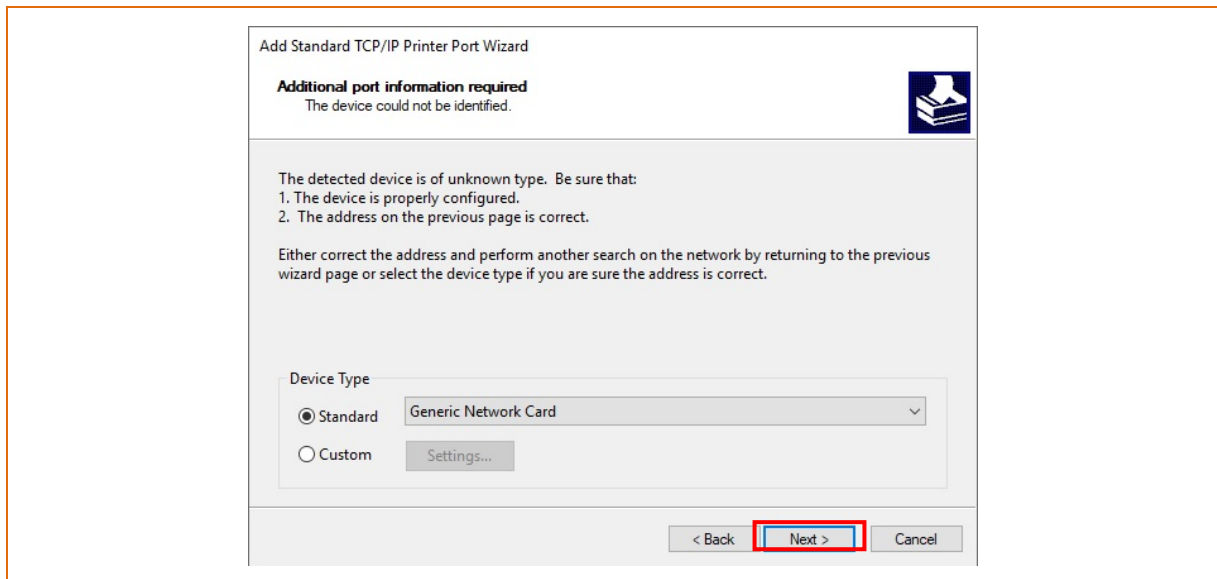 Add Standard TCP/IP Printer Port Wizard
Additional port information required
The device could not be identified.
The detected device is of unknown type.  Be sure that:
1. The device is properly configured.
2.  The address on the previous page is correct.
Either correct the address and perform another search on the network by returning to the previous
wizard page or select the device type if you are sure the address is correct.
Device Type
Standard
Generic Network Card
Custom
Settings...
< Back
Next >
Cancel